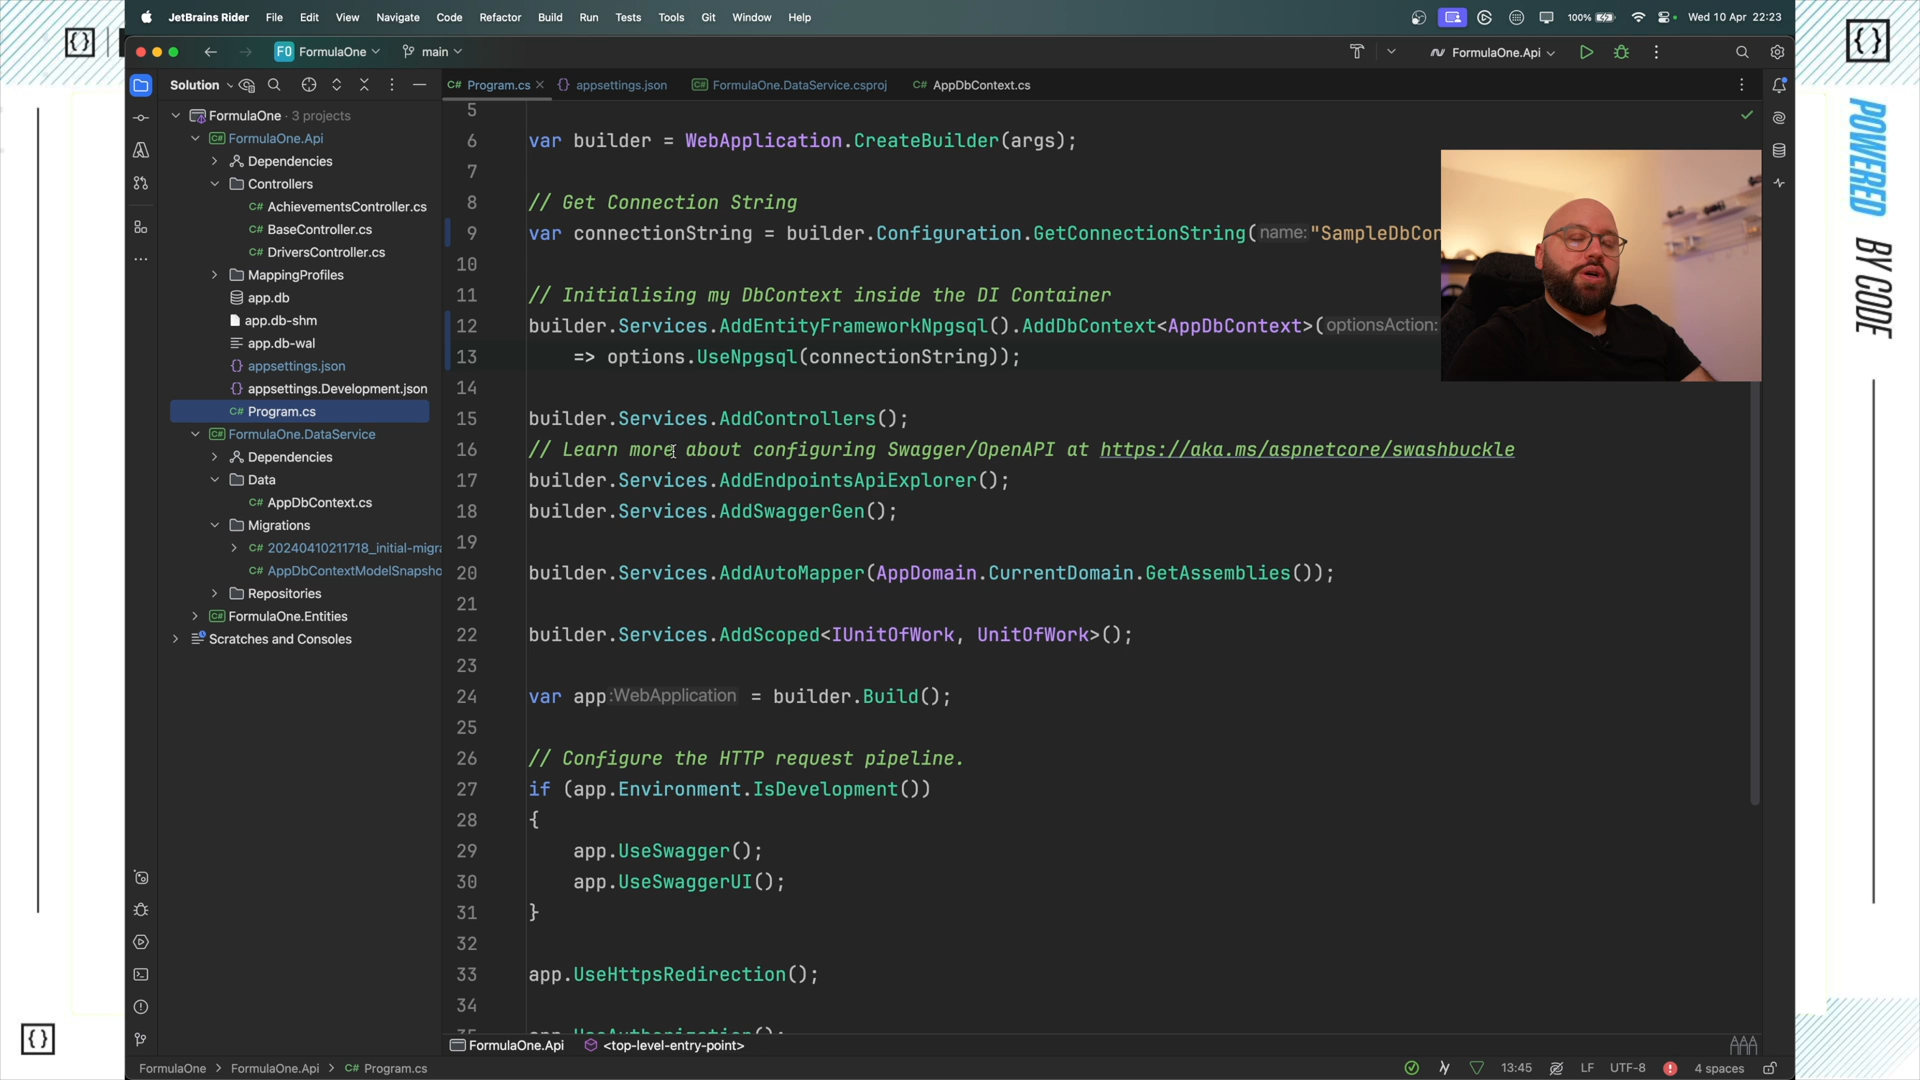 JetBrains Rider File Edit View Navigate Code Refactor Build Run Tests Tools Git Window Help 100% Wed 10 Apr 22:23
F0 FormulaOne main FormulaOne.Api
Solution
Program.cs appsettings.json FormulaOne.DataService.csproj AppDbContext.cs
FormulaOne · 3 projects
FormulaOne.Api
Dependencies
Controllers
C# AchievementsController.cs
C# BaseController.cs
C# DriversController.cs
MappingProfiles
app.db
app.db-shm
app.db-wal
{} appsettings.json
{} appsettings.Development.json
C# Program.cs
FormulaOne.DataService
Dependencies
Data
C# AppDbContext.cs
Migrations
C# 20240410211718_initial-migra
C# AppDbContextModelSnapsho
Repositories
FormulaOne.Entities
Scratches and Consoles
5
6 var builder = WebApplication.CreateBuilder(args);
7
8 // Get Connection String
9 var connectionString = builder.Configuration.GetConnectionString( name: "SampleDbCon
10
11 // Initialising my DbContext inside the DI Container
12 builder.Services.AddEntityFrameworkNpgsql().AddDbContext<AppDbContext>( optionsAction:
13 => options.UseNpgsql(connectionString));
14
15 builder.Services.AddControllers();
16 // Learn more about configuring Swagger/OpenAPI at https://aka.ms/aspnetcore/swashbuckle
17 builder.Services.AddEndpointsApiExplorer();
18 builder.Services.AddSwaggerGen();
19
20 builder.Services.AddAutoMapper(AppDomain.CurrentDomain.GetAssemblies());
21
22 builder.Services.AddScoped<IUnitOfWork, UnitOfWork>();
23
24 var app :WebApplication = builder.Build();
25
26 // Configure the HTTP request pipeline.
27 if (app.Environment.IsDevelopment())
28 {
29 app.UseSwagger();
30 app.UseSwaggerUI();
31 }
32
33 app.UseHttpsRedirection();
34
35 app.UseAuthorization();
FormulaOne.Api <top-level-entry-point>
FormulaOne > FormulaOne.Api > C# Program.cs 13:45 LF UTF-8 4 spaces
POWERED BY CODE